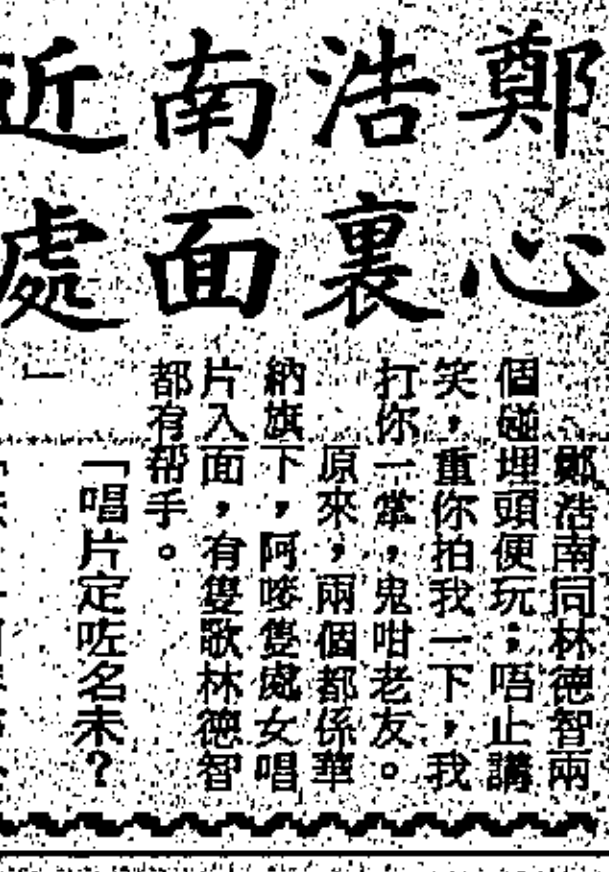 鄭浩南近
心裏面處
鄭浩南同林德智兩
個碰埋頭便玩；唔止講
笑，重你拍我一下，我
打你一掌，鬼咁老友。
原來，兩個都係華
納旗下，阿嘜隻處女唱
片入面，有隻歌林德智
都有帮手。
「唱片定咗名未？